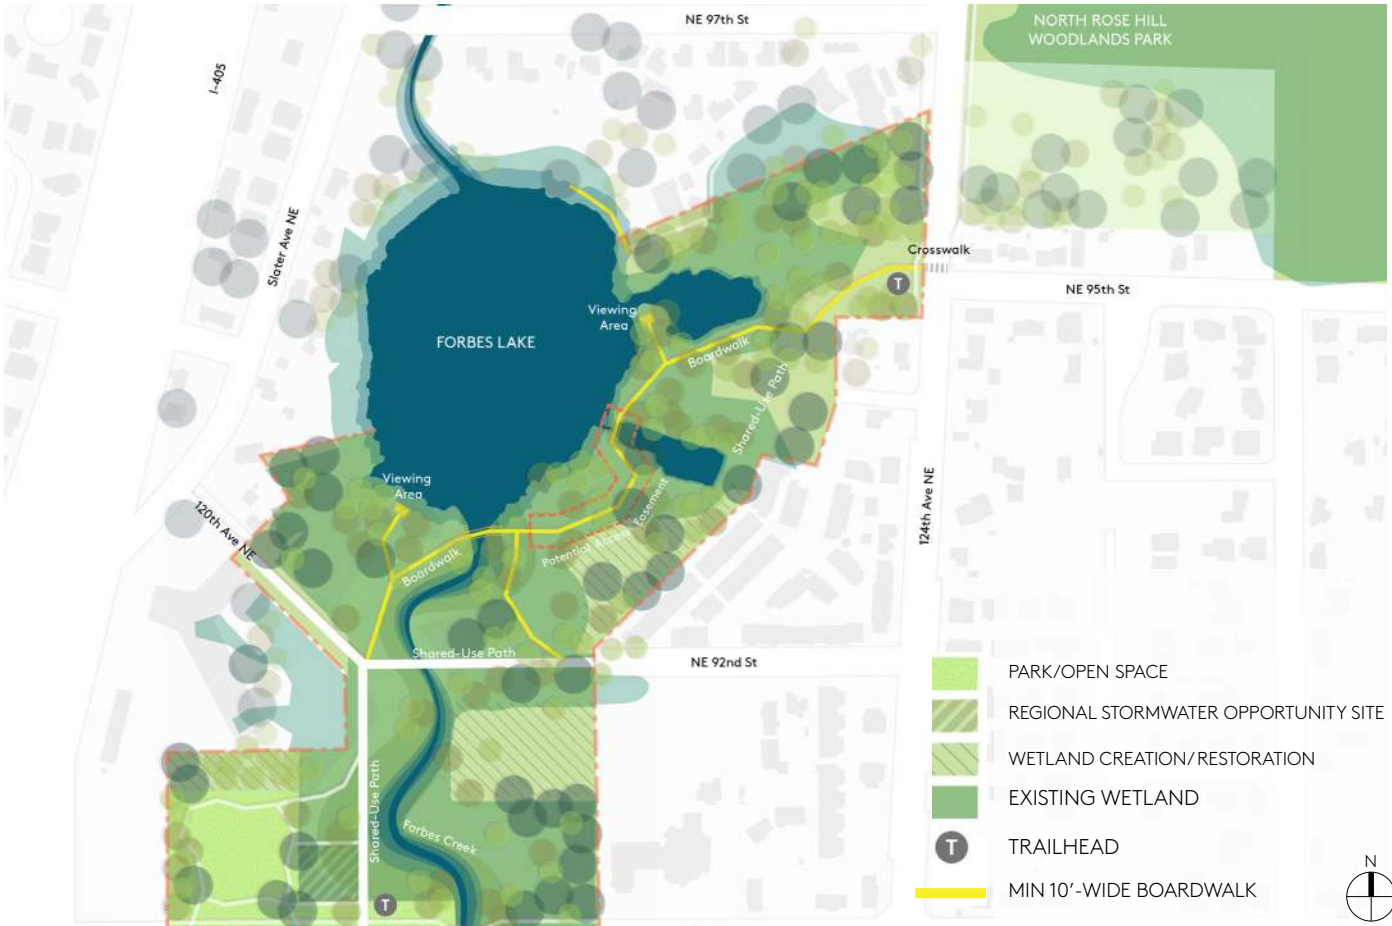 NE 97th St
NORTH ROSE HILL
WOODLANDS PARK
I-405
Slater Ave NE
Crosswalk
T
NE 95th St
Viewing
Area
FORBES LAKE
Boardwalk
Shared-Use Path
Viewing
Area
120th Ave NE
Potential Access Easement
124th Ave NE
Boardwalk
Shared-Use Path
NE 92nd St
Shared-Use Path
Forbes Creek
T
PARK/OPEN SPACE
REGIONAL STORMWATER OPPORTUNITY SITE
WETLAND CREATION/RESTORATION
EXISTING WETLAND
T
TRAILHEAD
MIN 10'-WIDE BOARDWALK
N